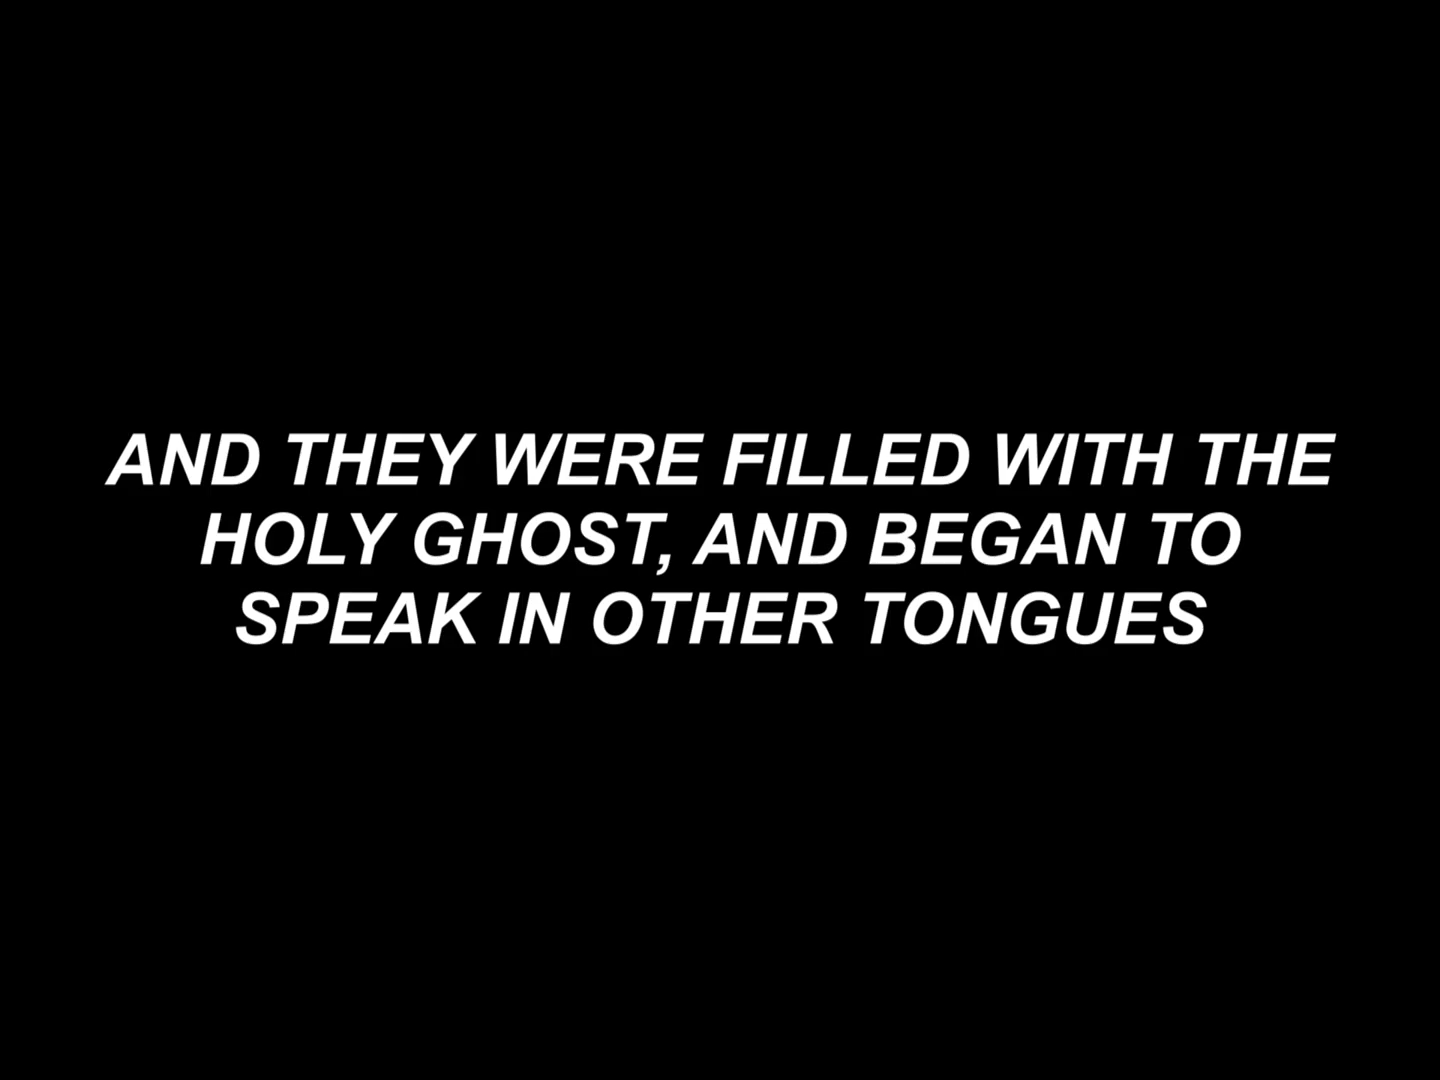 AND THEY WERE FILLED WITH THE
HOLY GHOST, AND BEGAN TO
SPEAK IN OTHER TONGUES